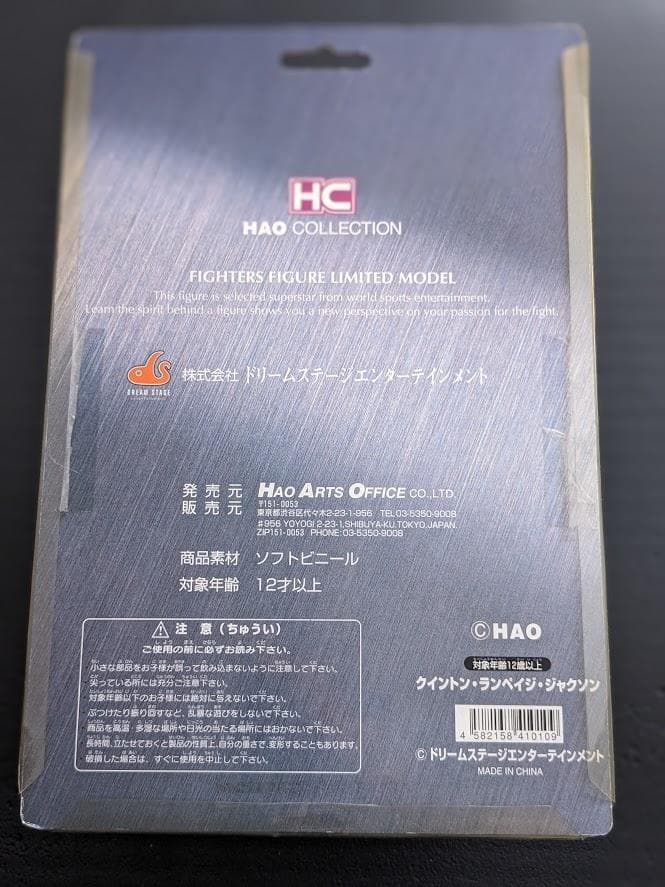 HC
HAO COLLECTION
FIGHTERS FIGURE LIMITED MODEL
This figure is selected superstar from world sports entertainment.
Learn the spirit behind a figure shows you a new perspective on your passion for the fight.
DREAM STAGE
株式会社 ドリームステージエンターテインメント
発売元
販売元
HAO ARTS OFFICE CO.,LTD.
〒151-0053
東京都渋谷区代々木2-23-1-956 TEL03-5350-9008
#956 YOYOGI 2-23-1,SHIBUYA-KU.TOKYO,JAPAN.
ZIP151-0053 PHONE:03-5350-9008
商品素材 ソフトビニール
対象年齢 12才以上
注 意 (ちゅうい)
ご使用の前に必ずお読み下さい。
小さな部品をお子様が誤って飲み込まないように注意して下さい。
尖っている所には充分ご注意下さい。
対象年齢以下のお子様には絶対に与えないで下さい。
ぶつけたり振り回すなど、乱暴な遊びをしないで下さい。
商品を高温・多湿な場所や日光の当たる場所にはおかないで下さい。
長時間、立たせておくと製品の性質上、自分の重さで、変形することもあります。
破損した場合は、すぐに使用を中止して下さい。
©HAO
対象年齢12歳以上
クイントン・ランペイジ・ジャクソン
4 582158 410109
© ドリームステージエンターテインメント
MADE IN CHINA